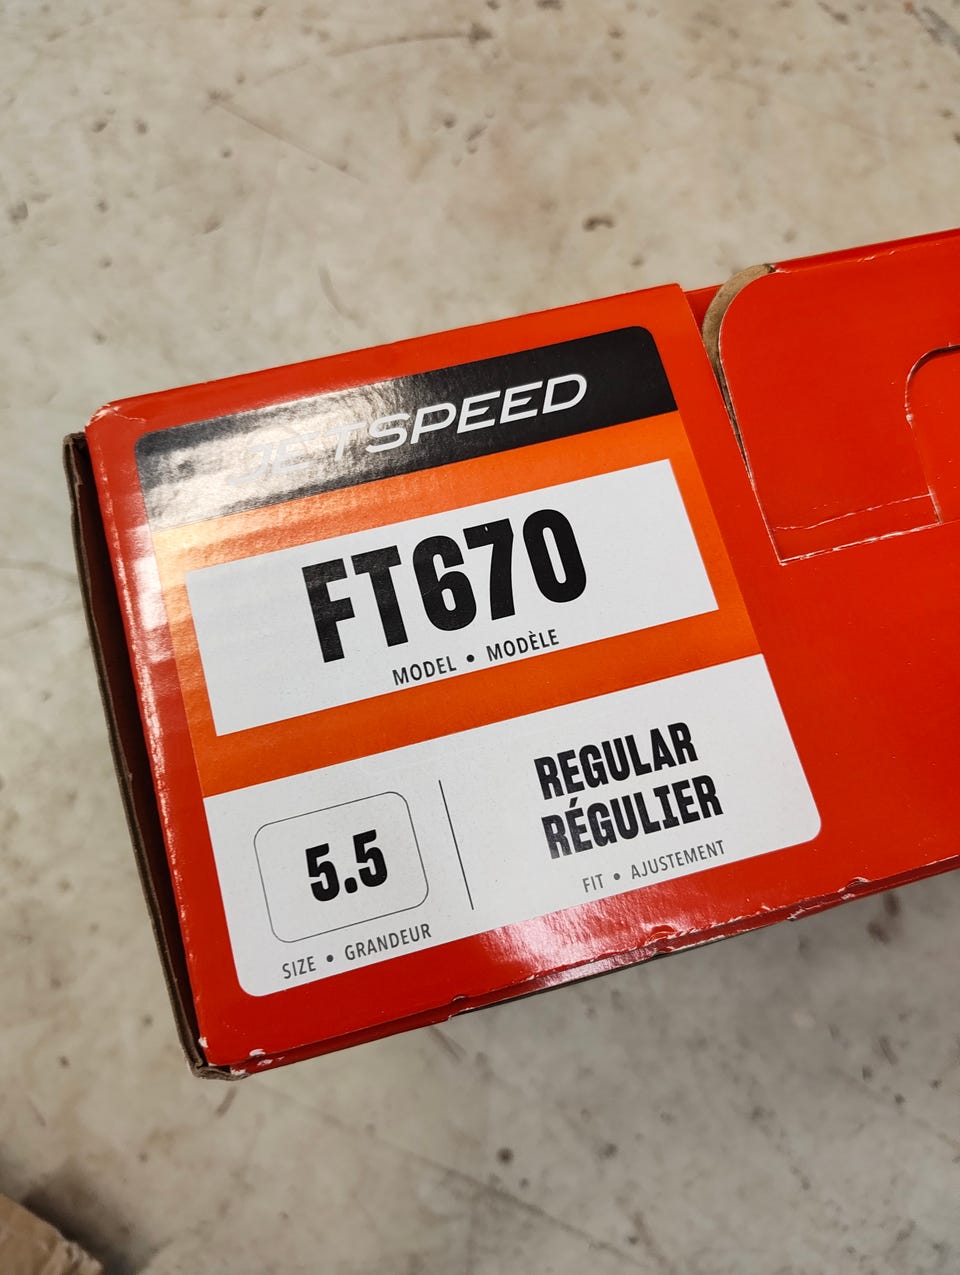 JETSPEED
FT670
MODEL • MODÈLE
5.5
SIZE • GRANDEUR
REGULAR
RÉGULIER
FIT • AJUSTEMENT